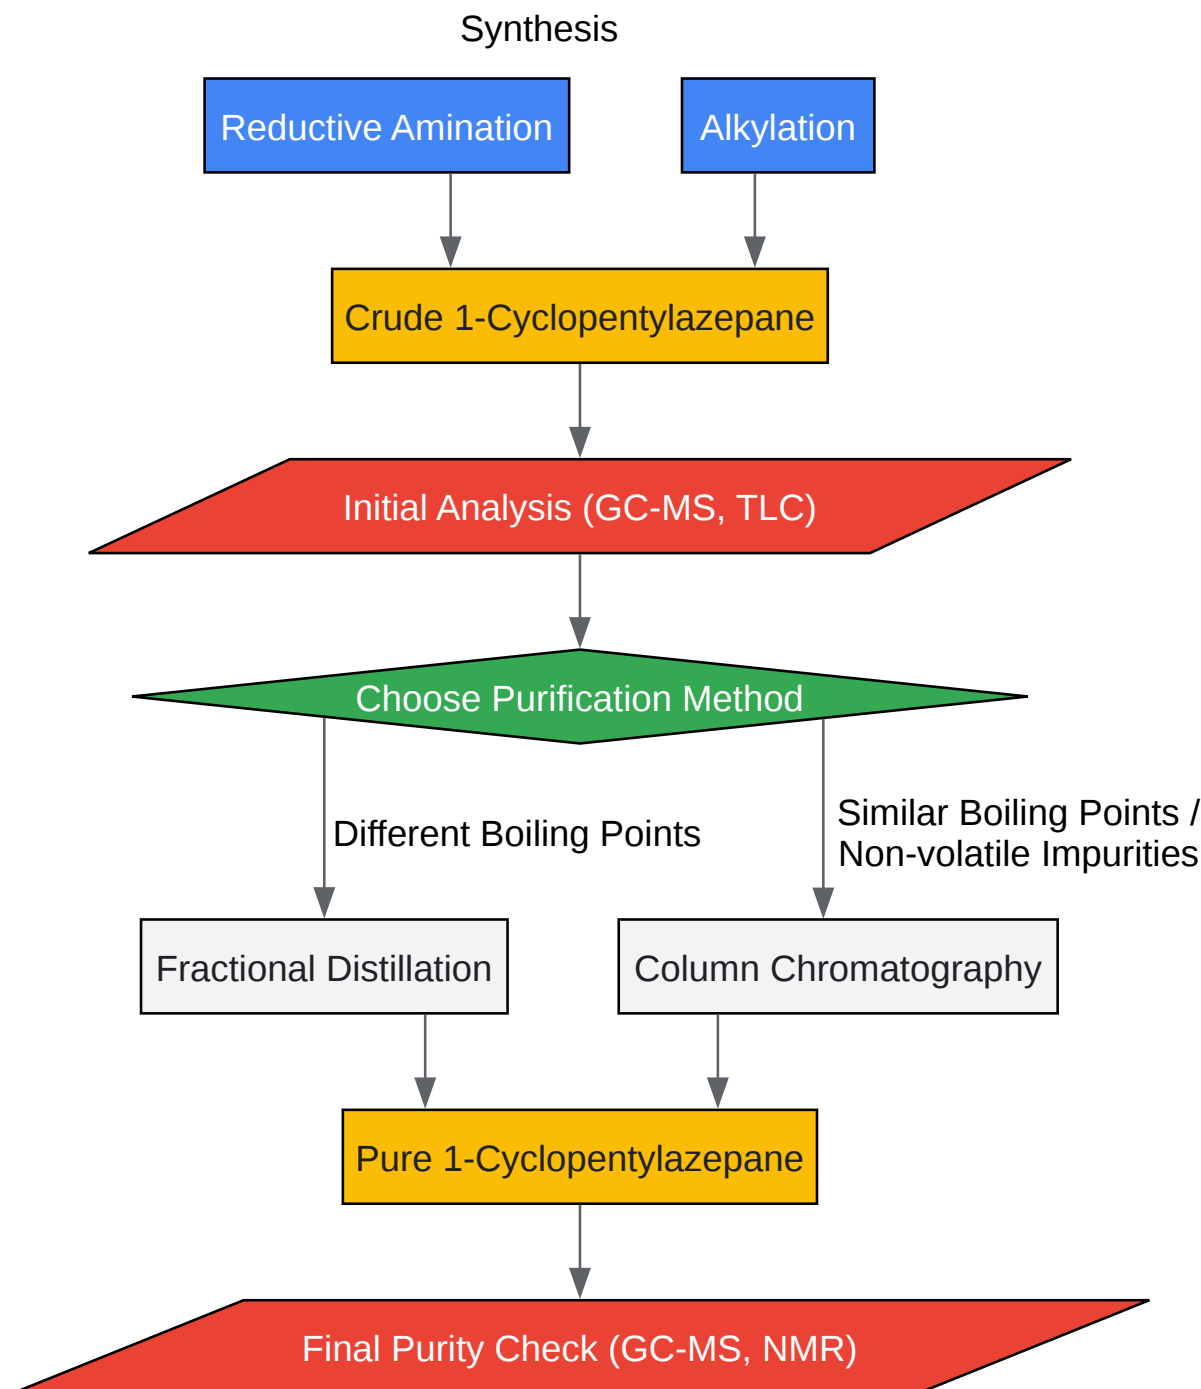 Synthesis
Reductive Amination
Alkylation
Crude 1-Cyclopentylazepane
Initial Analysis (GC-MS, TLC)
Choose Purification Method
Different Boiling Points
Similar Boiling Points /
Non-volatile Impurities
Fractional Distillation
Column Chromatography
Pure 1-Cyclopentylazepane
Final Purity Check (GC-MS, NMR)